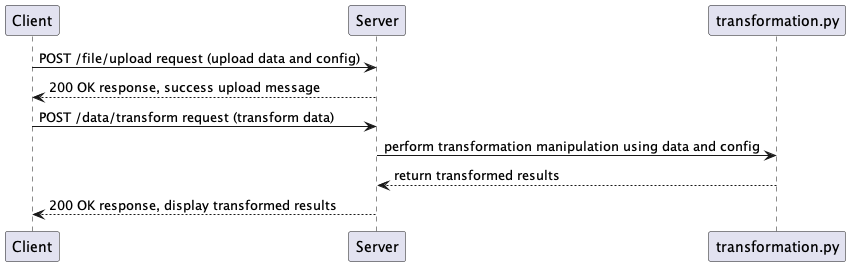 Client
Server
transformation.py
POST /file/upload request (upload data and config)
200 OK response, success upload message
POST /data/transform request (transform data)
perform transformation manipulation using data and config
return transformed results
200 OK response, display transformed results
Client
Server
transformation.py